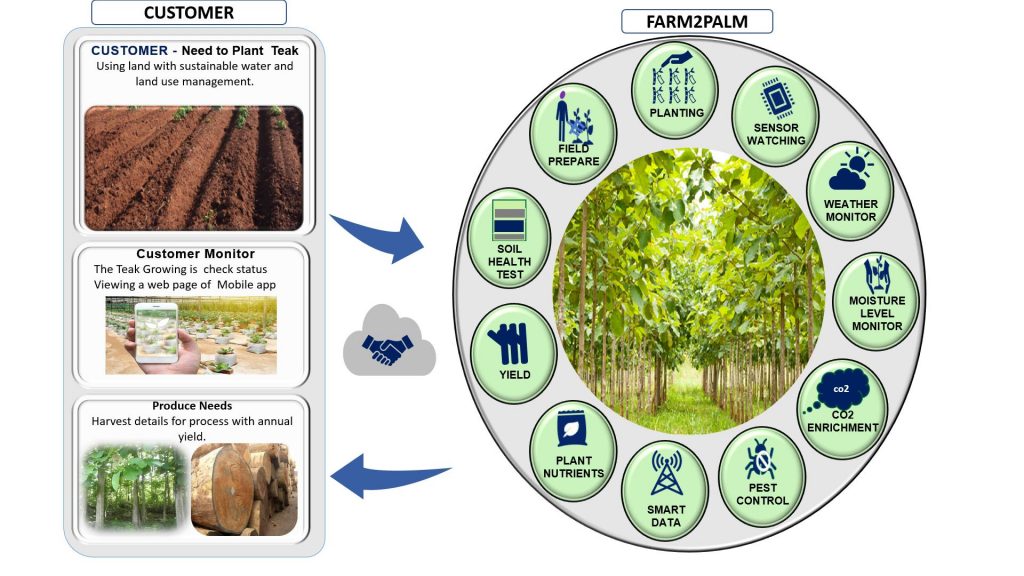 CUSTOMER
CUSTOMER - Need to Plant Teak
Using land with sustainable water and
land use management.
Customer Monitor
The Teak Growing is check status
Viewing a web page of Mobile app
Produce Needs
Harvest details for process with annual
yield.
FARM2PALM
PLANTING
SENSOR
WATCHING
WEATHER
MONITOR
MOISTURE
LEVEL
MONITOR
co2
CO2
ENRICHMENT
PEST
CONTROL
SMART
DATA
PLANT
NUTRIENTS
YIELD
SOIL
HEALTH
TEST
FIELD
PREPARE